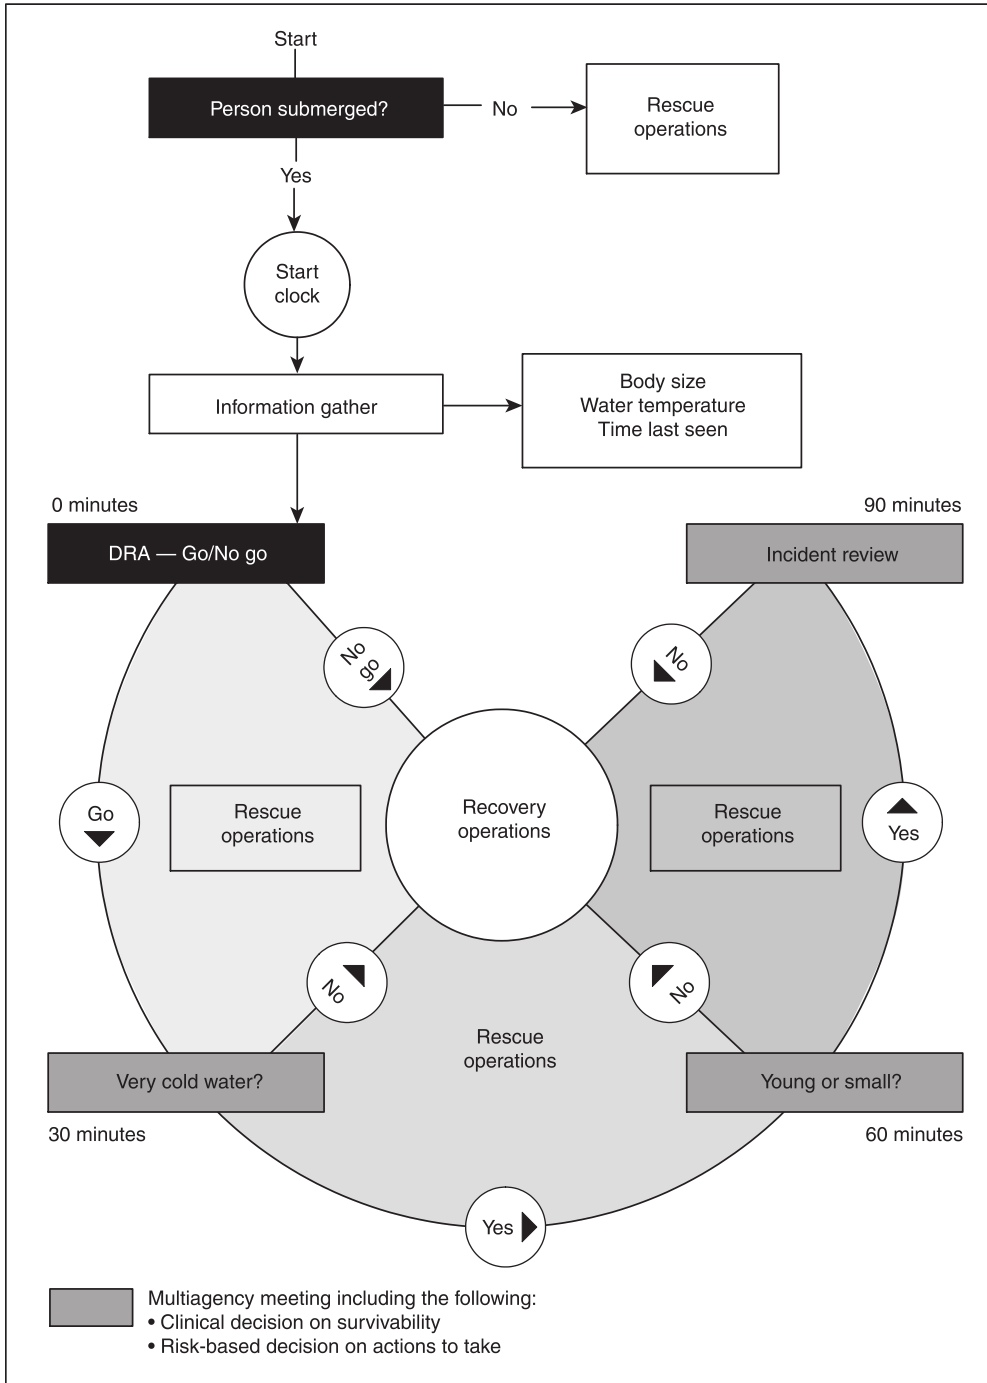 Start
Person submerged?
No
Rescue
operations
Yes
Start
clock
Information gather
Body size
Water temperature
Time last seen
0 minutes
90 minutes
DRA — Go/No go
Incident review
No
go
No
Go
Rescue
operations
Recovery
operations
Rescue
operations
Yes
No
No
Rescue
operations
Very cold water?
Young or small?
30 minutes
60 minutes
Yes
Multiagency meeting including the following:
• Clinical decision on survivability
• Risk-based decision on actions to take